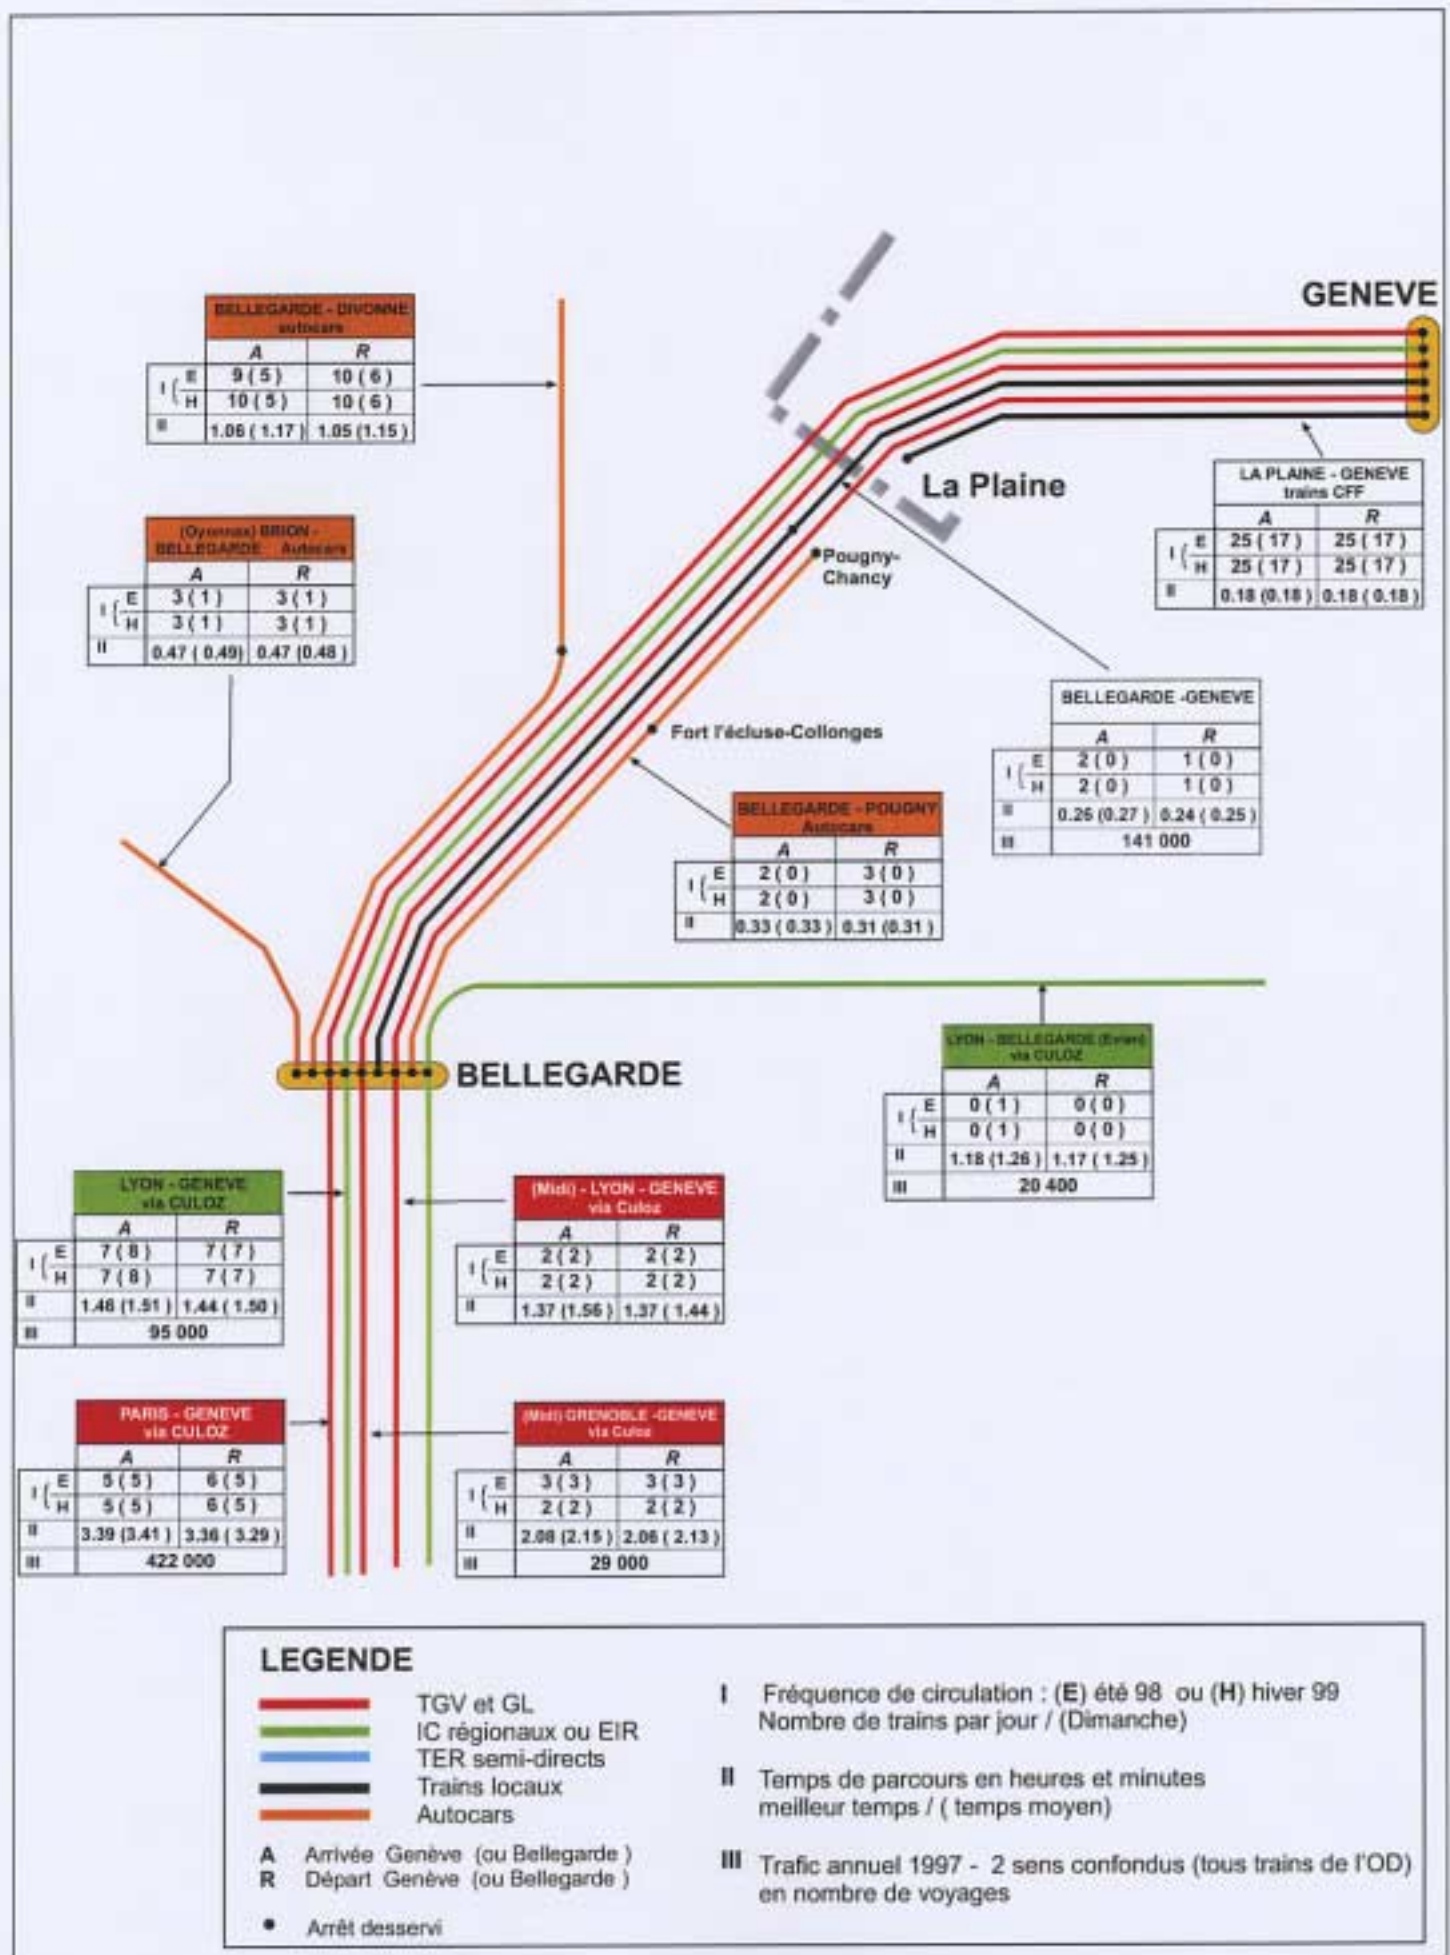 GENEVE
BELLEGARDE - DIVONNE
autocars
A R
I E 9 ( 5 ) 10 ( 6 )
H 10 ( 5 ) 10 ( 6 )
II 1.06 ( 1.17 ) 1.05 (1.15 )
La Plaine
LA PLAINE - GENEVE
trains CFF
A R
I E 25 ( 17 ) 25 ( 17 )
H 25 ( 17 ) 25 ( 17 )
II 0.18 (0.18 ) 0.18 ( 0.18 )
(Oyonnax) BRION -
BELLEGARDE Autocars
A R
I E 3 ( 1 ) 3 ( 1 )
H 3 ( 1 ) 3 ( 1 )
II 0.47 ( 0.49) 0.47 (0.48 )
Pougny-
Chancy
Fort l'écluse-Collonges
BELLEGARDE -GENEVE
A R
I E 2 ( 0 ) 1 ( 0 )
H 2 ( 0 ) 1 ( 0 )
II 0.26 (0.27 ) 0.24 ( 0.25 )
III 141 000
BELLEGARDE - POUGNY
Autocars
A R
I E 2 ( 0 ) 3 ( 0 )
H 2 ( 0 ) 3 ( 0 )
II 0.33 ( 0.33 ) 0.31 (0.31 )
BELLEGARDE
LYON - BELLEGARDE (Evian)
via CULOZ
A R
I E 0 ( 1 ) 0 ( 0 )
H 0 ( 1 ) 0 ( 0 )
II 1.18 (1.26 ) 1.17 ( 1.25 )
III 20 400
LYON - GENEVE
via CULOZ
A R
I E 7 ( 8 ) 7 ( 7 )
H 7 ( 8 ) 7 ( 7 )
II 1.46 (1.51 ) 1.44 ( 1.50 )
III 95 000
(Midi) - LYON - GENEVE
via Culoz
A R
I E 2 ( 2 ) 2 ( 2 )
H 2 ( 2 ) 2 ( 2 )
II 1.37 (1.56 ) 1.37 ( 1.44 )
PARIS - GENEVE
via CULOZ
A R
I E 5 ( 5 ) 6 ( 5 )
H 5 ( 5 ) 6 ( 5 )
II 3.39 (3.41 ) 3.36 ( 3.29 )
III 422 000
(Midi) GRENOBLE -GENEVE
via Culoz
A R
I E 3 ( 3 ) 3 ( 3 )
H 2 ( 2 ) 2 ( 2 )
II 2.08 (2.15 ) 2.06 ( 2.13 )
III 29 000
LEGENDE
TGV et GL
IC régionaux ou EIR
TER semi-directs
Trains locaux
Autocars
A Arrivée Genève (ou Bellegarde )
R Départ Genève (ou Bellegarde )
Arrêt desservi
I Fréquence de circulation : (E) été 98 ou (H) hiver 99
Nombre de trains par jour / (Dimanche)
II Temps de parcours en heures et minutes
meilleur temps / ( temps moyen)
III Trafic annuel 1997 - 2 sens confondus (tous trains de l'OD)
en nombre de voyages